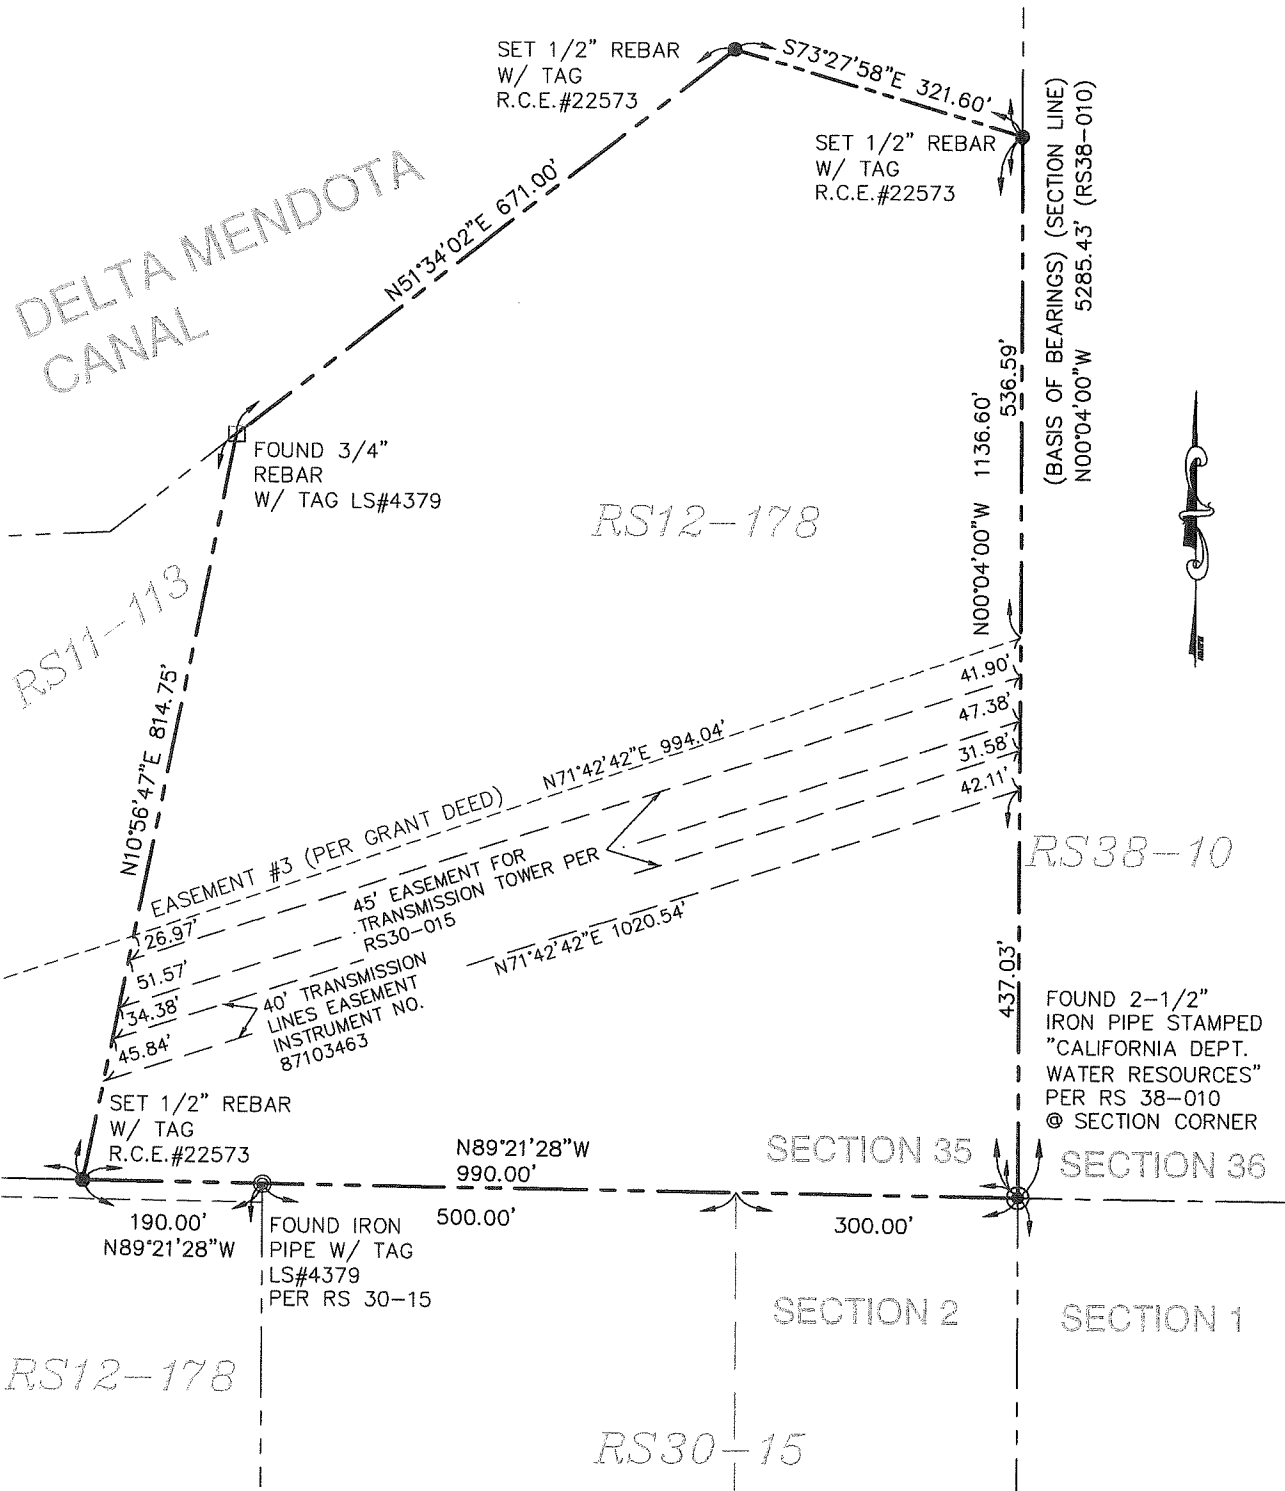 SET 1/2" REBAR
W/ TAG
R.C.E.#22573
S73°27'58"E 321.60'
SET 1/2" REBAR
W/ TAG
R.C.E.#22573
(BASIS OF BEARINGS) (SECTION LINE)
N00°04'00"W 5285.43' (RS38-010)
DELTA MENDOTA
CANAL
N51°34'02"E 671.00'
536.59'
N00°04'00"W 1136.60'
FOUND 3/4"
REBAR
W/ TAG LS#4379
RS12-178
RS11-113
N10°56'47"E 814.75'
41.90'
47.38'
31.58'
42.11'
N71°42'42"E 994.04'
EASEMENT #3 (PER GRANT DEED)
45' EASEMENT FOR
TRANSMISSION TOWER PER
RS30-015
RS38-10
26.97'
51.57'
34.38'
45.84'
40' TRANSMISSION
LINES EASEMENT
INSTRUMENT NO.
87103463
N71°42'42"E 1020.54'
437.03'
FOUND 2-1/2"
IRON PIPE STAMPED
"CALIFORNIA DEPT.
WATER RESOURCES"
PER RS 38-010
@ SECTION CORNER
SET 1/2" REBAR
W/ TAG
R.C.E.#22573
N89°21'28"W
990.00'
SECTION 35
SECTION 36
190.00'
N89°21'28"W
FOUND IRON
PIPE W/ TAG
LS#4379
PER RS 30-15
500.00'
300.00'
SECTION 2
SECTION 1
RS12-178
RS30-15